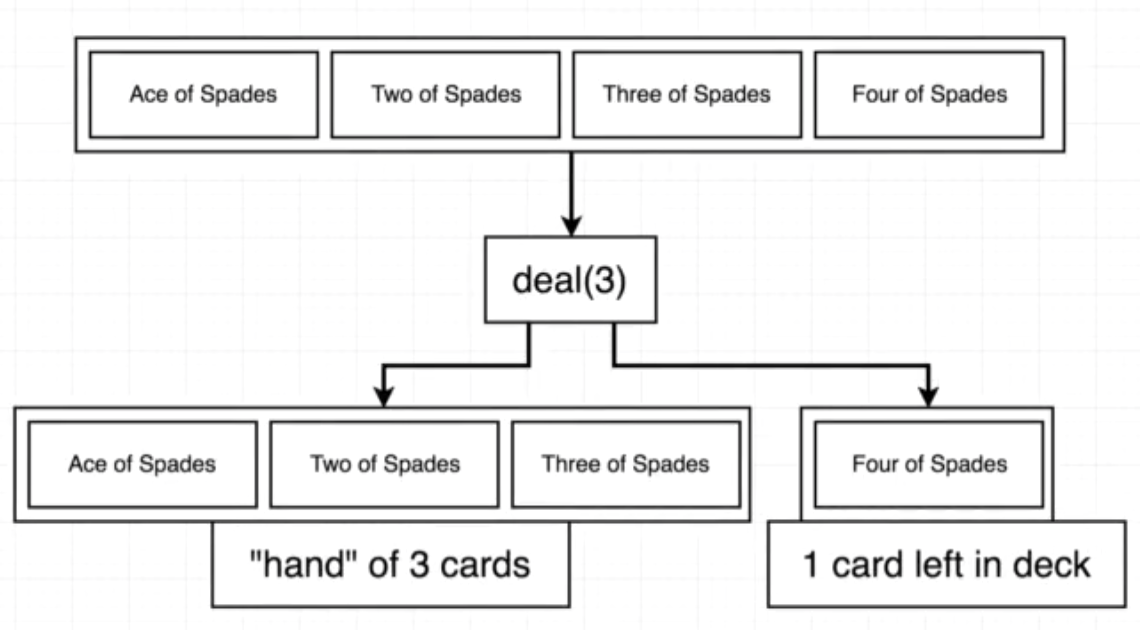 Ace of Spades
Two of Spades
Three of Spades
Four of Spades
deal(3)
Ace of Spades
Two of Spades
Three of Spades
Four of Spades
"hand" of 3 cards
1 card left in deck